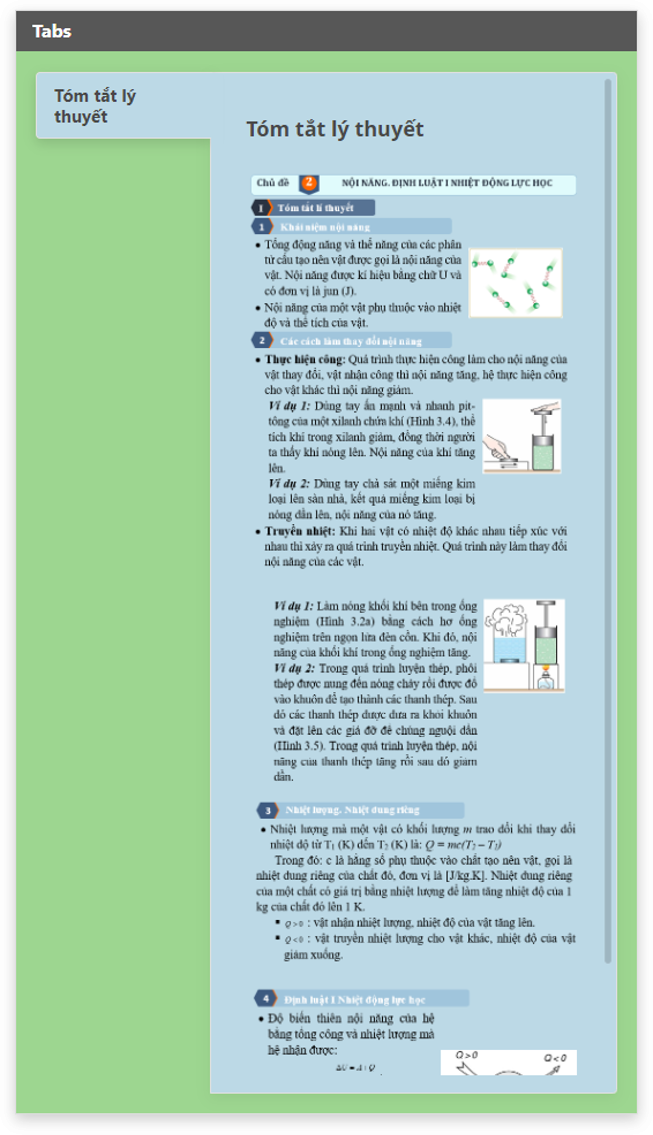 Tabs
Tóm tắt lý
thuyết
Tóm tắt lý thuyết
Chủ đề 2 NỘI NĂNG. ĐỊNH LUẬT I NHIỆT ĐỘNG LỰC HỌC
I Tóm tắt lí thuyết
1 Khái niệm nội năng
• Tổng động năng và thế năng của các phân
tử cấu tạo nên vật được gọi là nội năng của
vật. Nội năng được kí hiệu bằng chữ U và
có đơn vị là jun (J).
• Nội năng của một vật phụ thuộc vào nhiệt
độ và thể tích của vật.
2 Các cách làm thay đổi nội năng
• Thực hiện công: Quá trình thực hiện công làm cho nội năng của
vật thay đổi, vật nhận công thì nội năng tăng, hệ thực hiện công
cho vật khác thì nội năng giảm.
Ví dụ 1: Dùng tay ấn mạnh và nhanh pit-
tông của một xilanh chứa khí (Hình 3.4), thể
tích khí trong xilanh giảm, đồng thời người
ta thấy khí nóng lên. Nội năng của khí tăng
lên.
Ví dụ 2: Dùng tay chà sát một miếng kim
loại lên sàn nhà, kết quả miếng kim loại bị
nóng dần lên, nội năng của nó tăng.
• Truyền nhiệt: Khi hai vật có nhiệt độ khác nhau tiếp xúc với
nhau thì xảy ra quá trình truyền nhiệt. Quá trình này làm thay đổi
nội năng của các vật.
Ví dụ 1: Làm nóng khối khí bên trong ống
nghiệm (Hình 3.2a) bằng cách hơ ống
nghiệm trên ngọn lửa đèn cồn. Khi đó, nội
năng của khối khí trong ống nghiệm tăng.
Ví dụ 2: Trong quá trình luyện thép, phôi
thép được nung đến nóng chảy rồi được đổ
vào khuôn để tạo thành các thanh thép. Sau
đó các thanh thép được đưa ra khỏi khuôn
và đặt lên các giá đỡ để chúng nguội dần
(Hình 3.5). Trong quá trình luyện thép, nội
năng của thanh thép tăng rồi sau đó giảm
dần.
3 Nhiệt lượng. Nhiệt dung riêng
• Nhiệt lượng mà một vật có khối lượng m trao đổi khi thay đổi
nhiệt độ từ T₁ (K) đến T₂ (K) là: Q = mc(T₂ – T₁)
Trong đó: c là hằng số phụ thuộc vào chất tạo nên vật, gọi là
nhiệt dung riêng của chất đó, đơn vị là [J/kg.K]. Nhiệt dung riêng
của một chất có giá trị bằng nhiệt lượng để làm tăng nhiệt độ của 1
kg của chất đó lên 1 K.
▪ Q > 0 : vật nhận nhiệt lượng, nhiệt độ của vật tăng lên.
▪ Q < 0 : vật truyền nhiệt lượng cho vật khác, nhiệt độ của vật
giảm xuống.
4 Định luật I Nhiệt động lực học
• Độ biến thiên nội năng của hệ
bằng tổng công và nhiệt lượng mà
hệ nhận được:
ΔU = A + Q
Q>0 Q<0